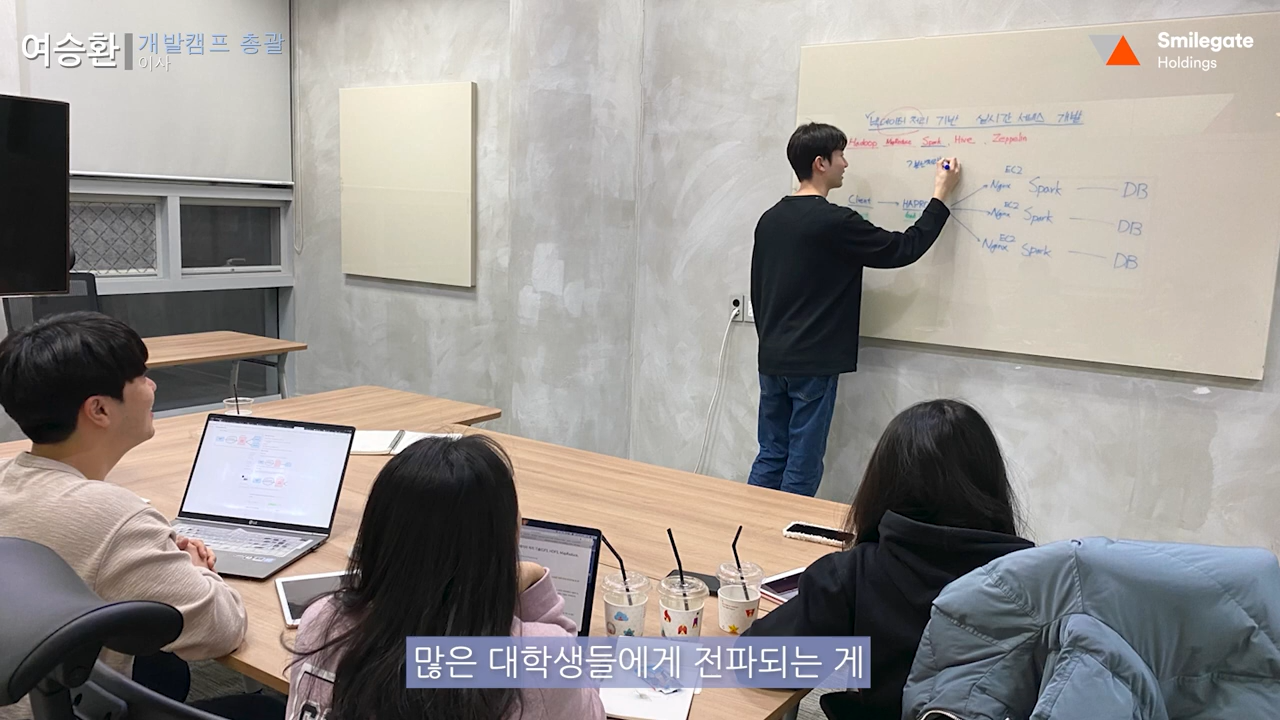 여승환
개발캠프 총괄
이사
Smilegate
Holdings
빅데이터 처리 기반 실시간 서비스 개발
Hadoop MapReduce Spark, Hive, Zeppelin
Client
EC2
Nginx Spark DB
EC2
Nginx Spark DB
EC2
Nginx Spark DB
LG
많은 대학생들에게 전파되는 게